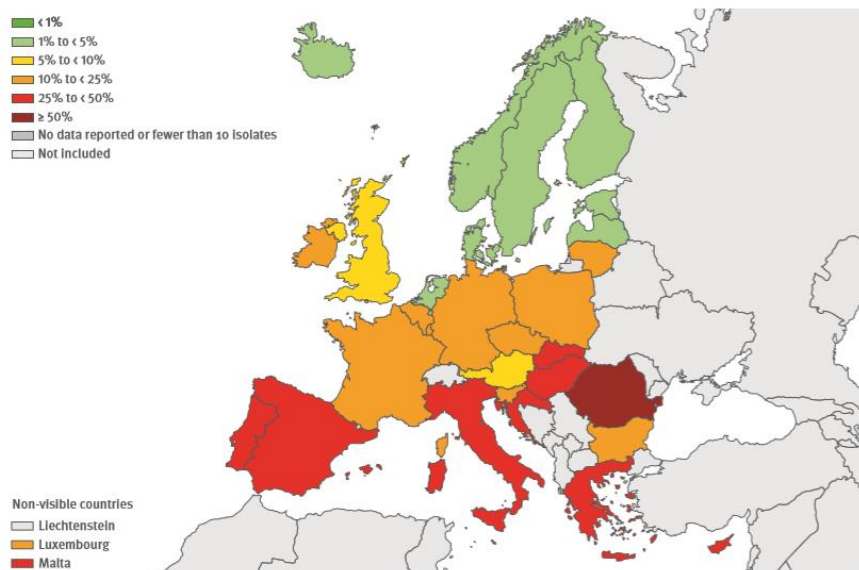 < 1%
1% to < 5%
5% to < 10%
10% to < 25%
25% to < 50%
≥ 50%
No data reported or fewer than 10 isolates
Not included
Non-visible countries
Liechtenstein
Luxembourg
Malta